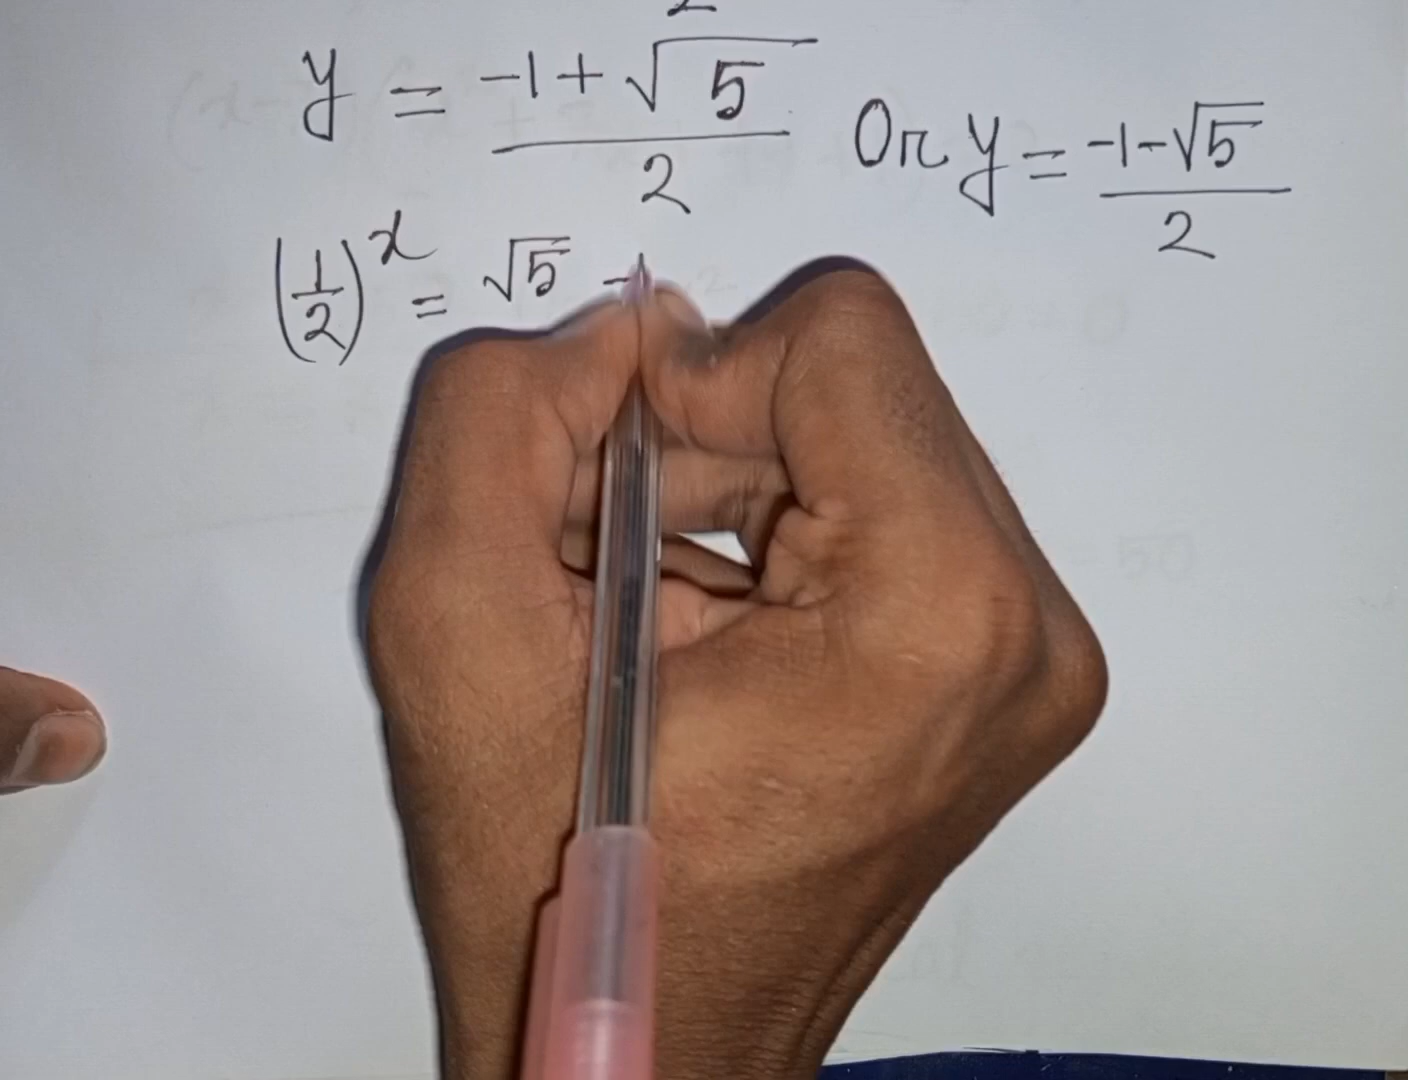 y = (-1 + √5)/2 Or y = (-1-√5)/2
(1/2)^x = √5 -